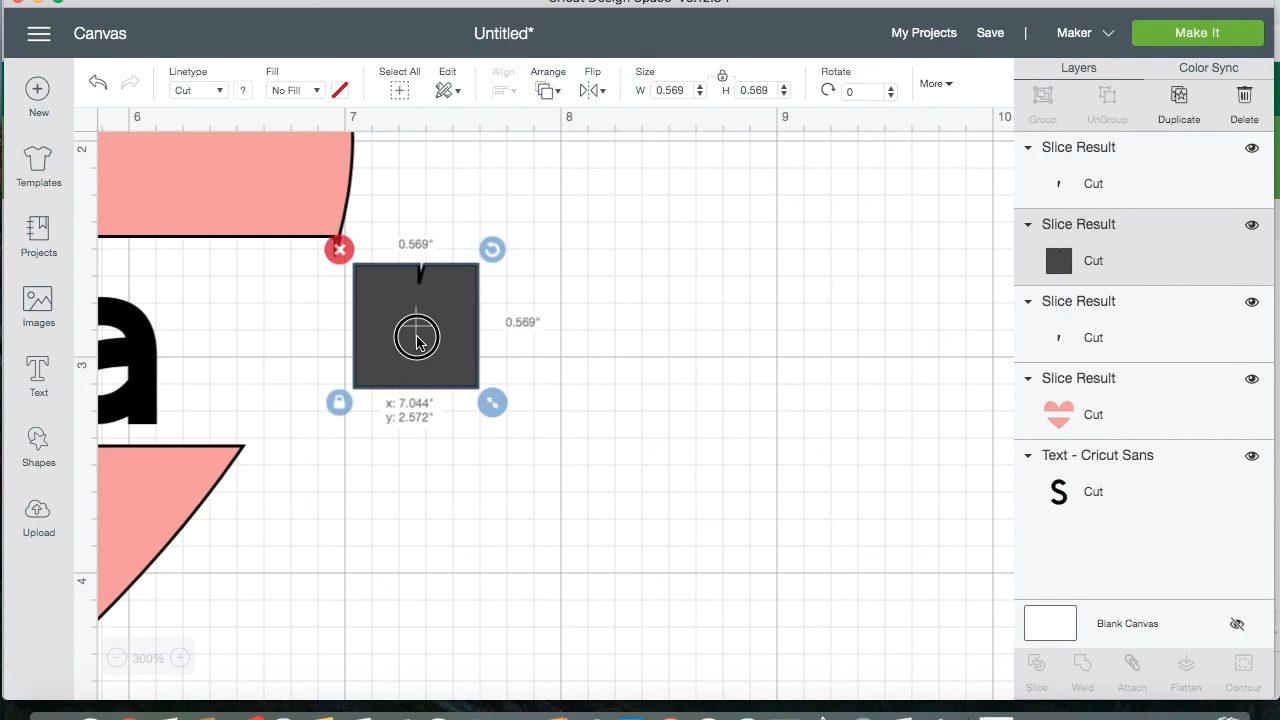 Canvas
Untitled*
My Projects
Save
|
Maker
Make It
Linetype
Cut
?
Fill
No Fill
Select All
Edit
Align
Arrange
Flip
Size
W 0.569
H 0.569
Rotate
0
More
Layers
Color Sync
New
Templates
Projects
Images
Text
Shapes
Upload
6
7
8
9
10
2
3
4
a
0.569"
0.569"
x: 7.044"
y: 2.572"
300%
Group
UnGroup
Duplicate
Delete
Slice Result
Cut
Slice Result
Cut
Slice Result
Cut
Slice Result
Cut
Text - Cricut Sans
S
Cut
Blank Canvas
Slice
Weld
Attach
Flatten
Contour